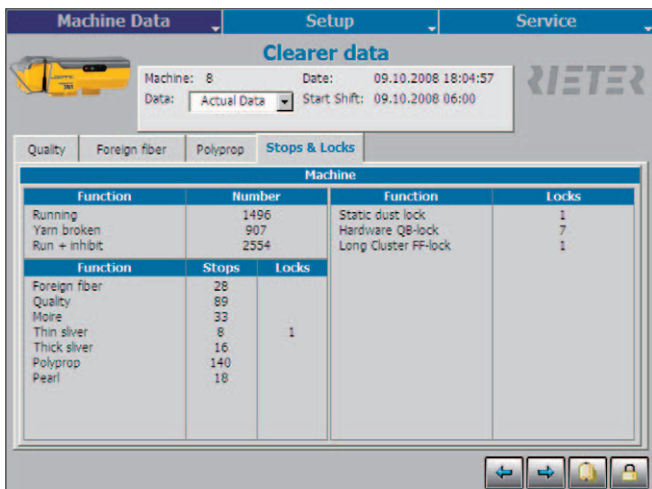 Machine Data Setup Service
Clearer data
Machine: 8 Date: 09.10.2008 18:04:57
Data: Actual Data Start Shift: 09.10.2008 06:00
RIETER
Quality Foreign fiber Polyprop Stops & Locks
Machine
Function Number Function Locks
Running 1496 Static dust lock 1
Yarn broken 907 Hardware QB-lock 7
Run + inhibit 2554 Long Cluster FF-lock 1
Function Stops Locks
Foreign fiber 28
Quality 89
Moire 33
Thin sliver 8 1
Thick sliver 16
Polyprop 140
Pearl 18